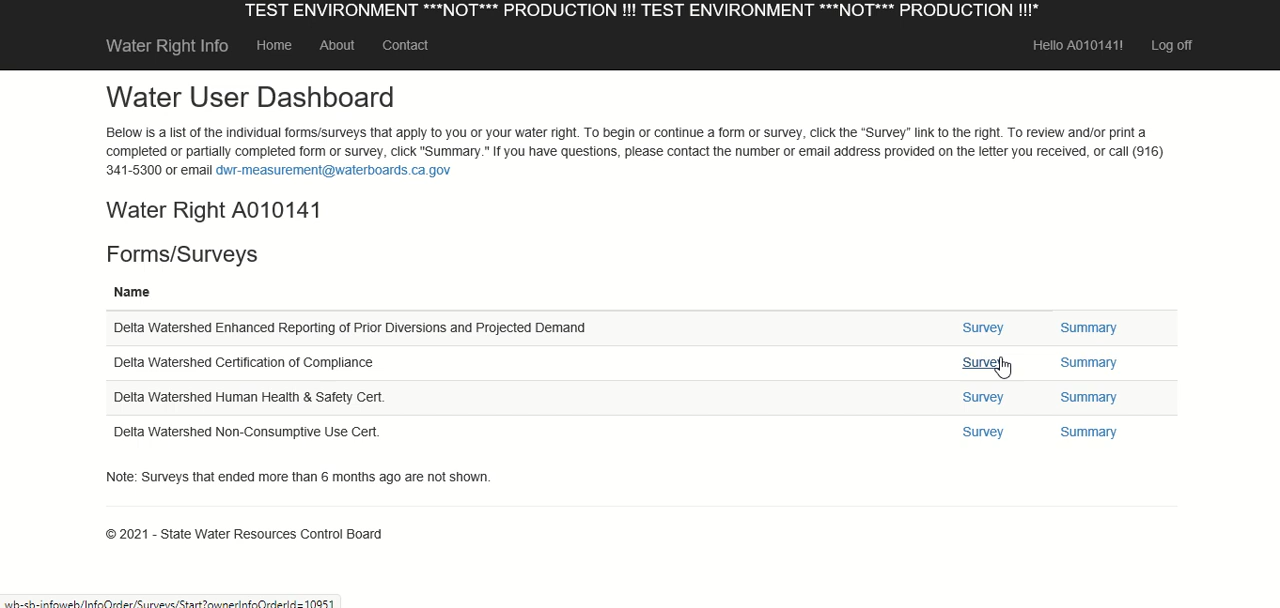 TEST ENVIRONMENT ***NOT*** PRODUCTION !!! TEST ENVIRONMENT ***NOT*** PRODUCTION !!!*
Water Right Info Home About Contact Hello A010141! Log off
Water User Dashboard
Below is a list of the individual forms/surveys that apply to you or your water right. To begin or continue a form or survey, click the “Survey” link to the right. To review and/or print a
completed or partially completed form or survey, click "Summary." If you have questions, please contact the number or email address provided on the letter you received, or call (916)
341-5300 or email dwr-measurement@waterboards.ca.gov
Water Right A010141
Forms/Surveys
Name
Delta Watershed Enhanced Reporting of Prior Diversions and Projected Demand Survey Summary
Delta Watershed Certification of Compliance Survey Summary
Delta Watershed Human Health & Safety Cert. Survey Summary
Delta Watershed Non-Consumptive Use Cert. Survey Summary
Note: Surveys that ended more than 6 months ago are not shown.
© 2021 - State Water Resources Control Board
wb-sb-infoweb/InfoOrder/Surveys/Start?ownerInfoOrderId=10951